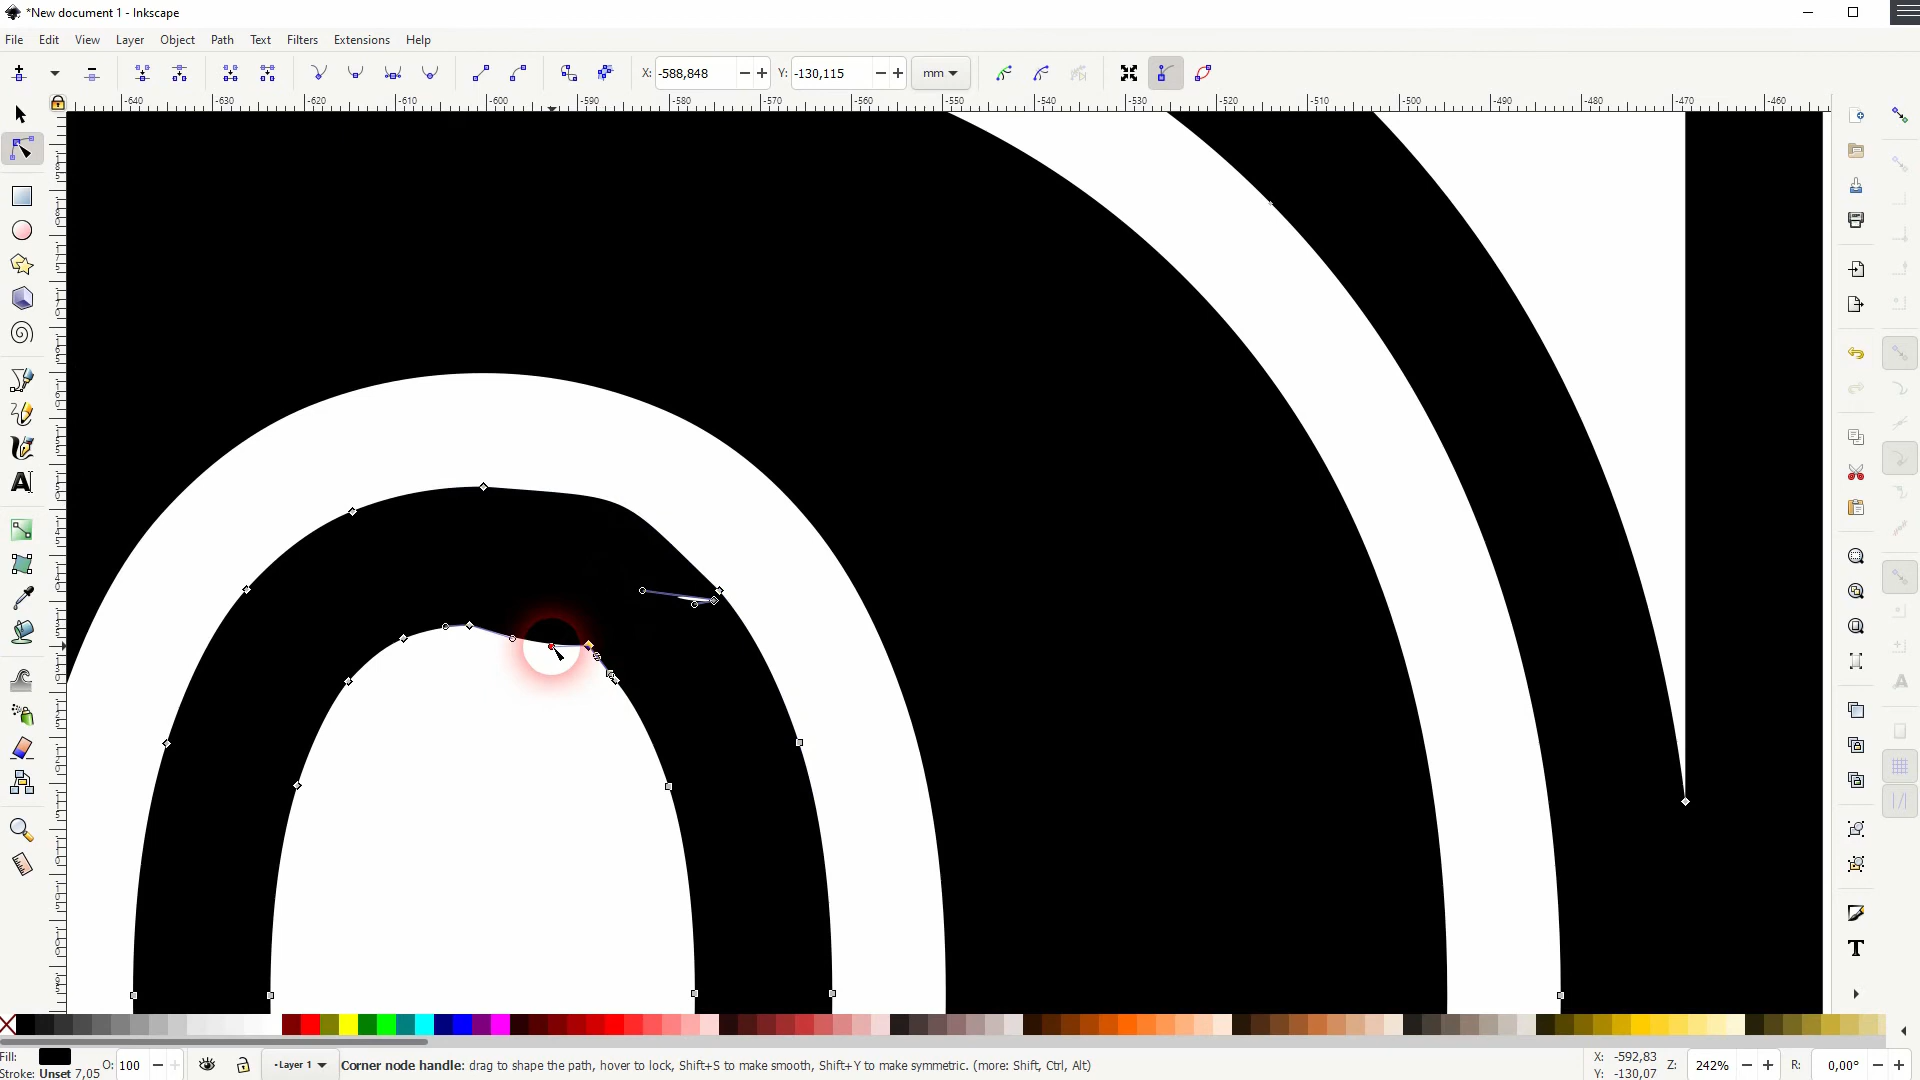 *New document 1 - Inkscape
File Edit View Layer Object Path Text Filters Extensions Help
X: -588,848 Y: -130,115 mm
-640 -630 -620 -610 -600 -590 -580 -570 -560 -550 -540 -530 -520 -510 -500 -490 -480 -470 -460
Fill: O: 100 Layer 1 Corner node handle: drag to shape the path, hover to lock, Shift+S to make smooth, Shift+Y to make symmetric. (more: Shift, Ctrl, Alt) X: -592,83 Z: 242% R: 0,00°
Stroke: Unset 7,05 Y: -130,07